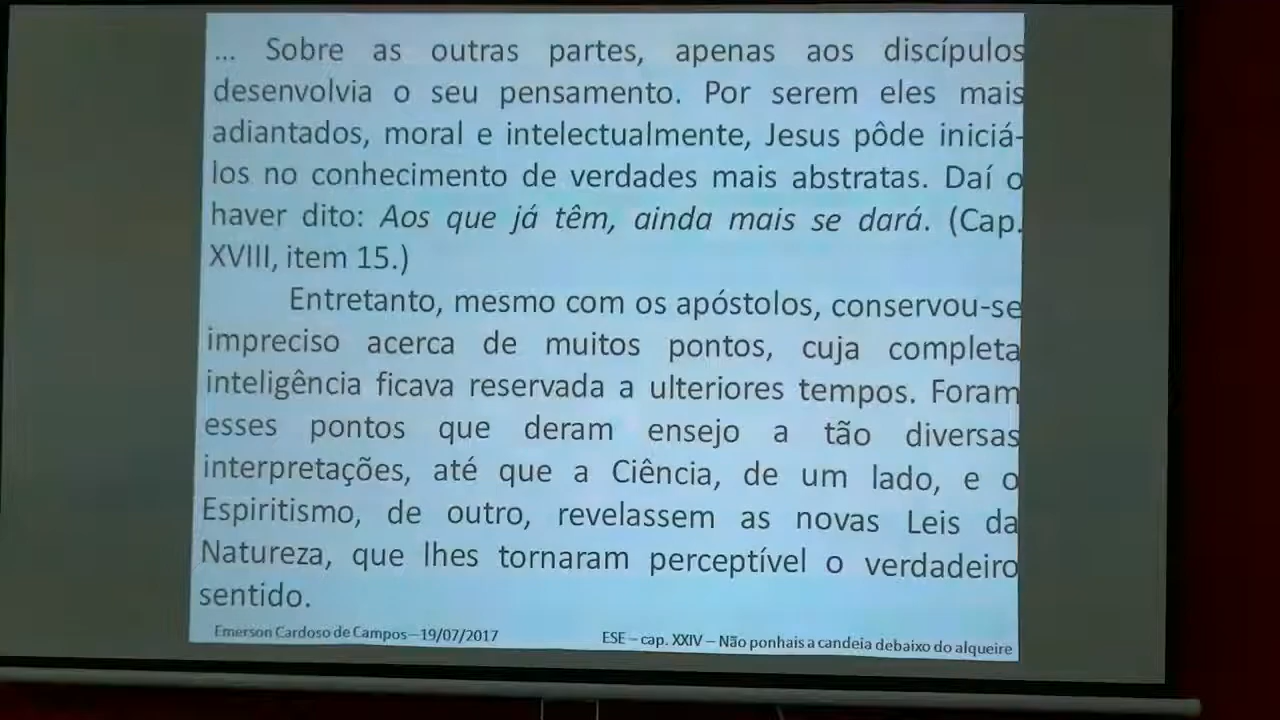 ... Sobre as outras partes, apenas aos discípulos
desenvolvia o seu pensamento. Por serem eles mais
adiantados, moral e intelectualmente, Jesus pôde iniciá-
los no conhecimento de verdades mais abstratas. Daí o
haver dito: Aos que já têm, ainda mais se dará. (Cap.
XVIII, item 15.)
Entretanto, mesmo com os apóstolos, conservou-se
impreciso acerca de muitos pontos, cuja completa
inteligência ficava reservada a ulteriores tempos. Foram
esses pontos que deram ensejo a tão diversas
interpretações, até que a Ciência, de um lado, e o
Espiritismo, de outro, revelassem as novas Leis da
Natureza, que lhes tornaram perceptível o verdadeiro
sentido.
Emerson Cardoso de Campos—19/07/2017
ESE – cap. XXIV – Não ponhais a candeia debaixo do alqueire